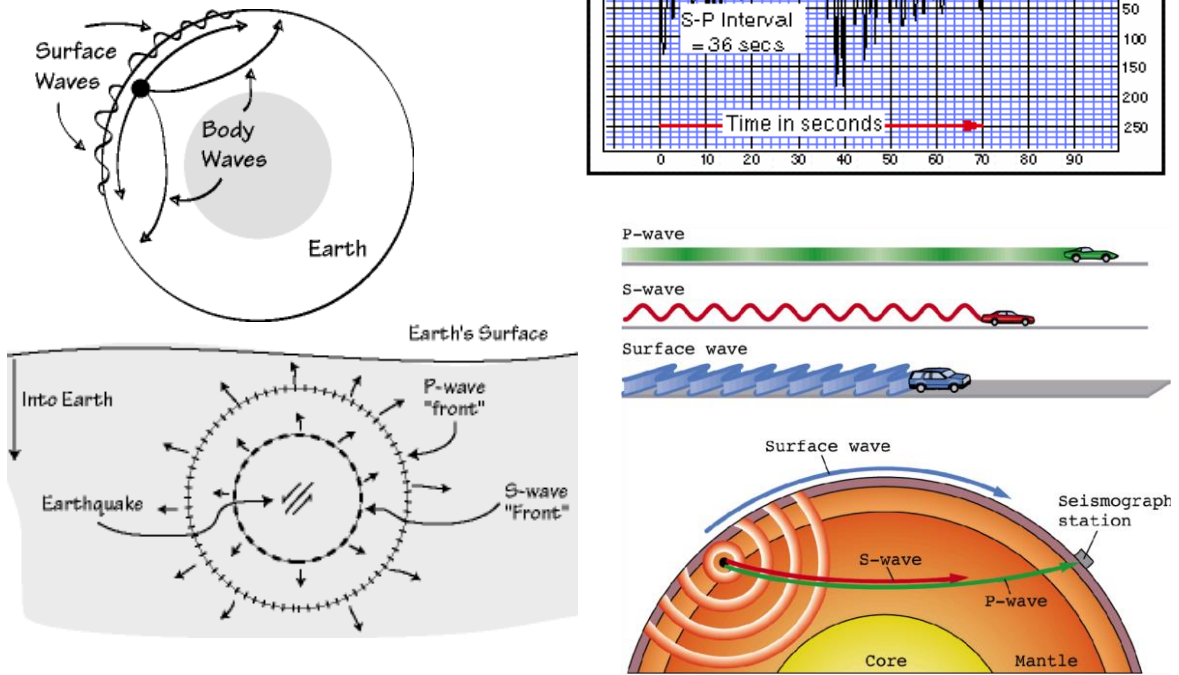 Surface
Waves
Body
Waves
Earth
S-P Interval
= 36 secs
50
100
150
200
250
Time in seconds
0 10 20 30 40 50 60 70 80 90
P-wave
S-wave
Surface wave
Earth's Surface
Into Earth
P-wave
"front"
Earthquake
S-wave
"Front"
Surface wave
Seismograph
station
S-wave
P-wave
Core
Mantle